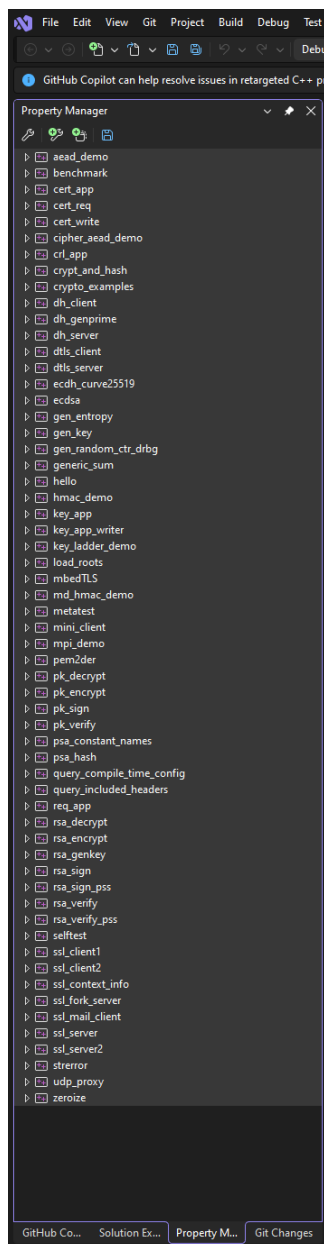 File Edit View Git Project Build Debug Test
Debu
GitHub Copilot can help resolve issues in retargeted C++ p
Property Manager
aead_demo
benchmark
cert_app
cert_req
cert_write
cipher_aead_demo
crl_app
crypt_and_hash
crypto_examples
dh_client
dh_genprime
dh_server
dtls_client
dtls_server
ecdh_curve25519
ecdsa
gen_entropy
gen_key
gen_random_ctr_drbg
generic_sum
hello
hmac_demo
key_app
key_app_writer
key_ladder_demo
load_roots
mbedTLS
md_hmac_demo
metatest
mini_client
mpi_demo
pem2der
pk_decrypt
pk_encrypt
pk_sign
pk_verify
psa_constant_names
psa_hash
query_compile_time_config
query_included_headers
req_app
rsa_decrypt
rsa_encrypt
rsa_genkey
rsa_sign
rsa_sign_pss
rsa_verify
rsa_verify_pss
selftest
ssl_client1
ssl_client2
ssl_context_info
ssl_fork_server
ssl_mail_client
ssl_server
ssl_server2
strerror
udp_proxy
zeroize
GitHub Co... Solution Ex... Property M... Git Changes